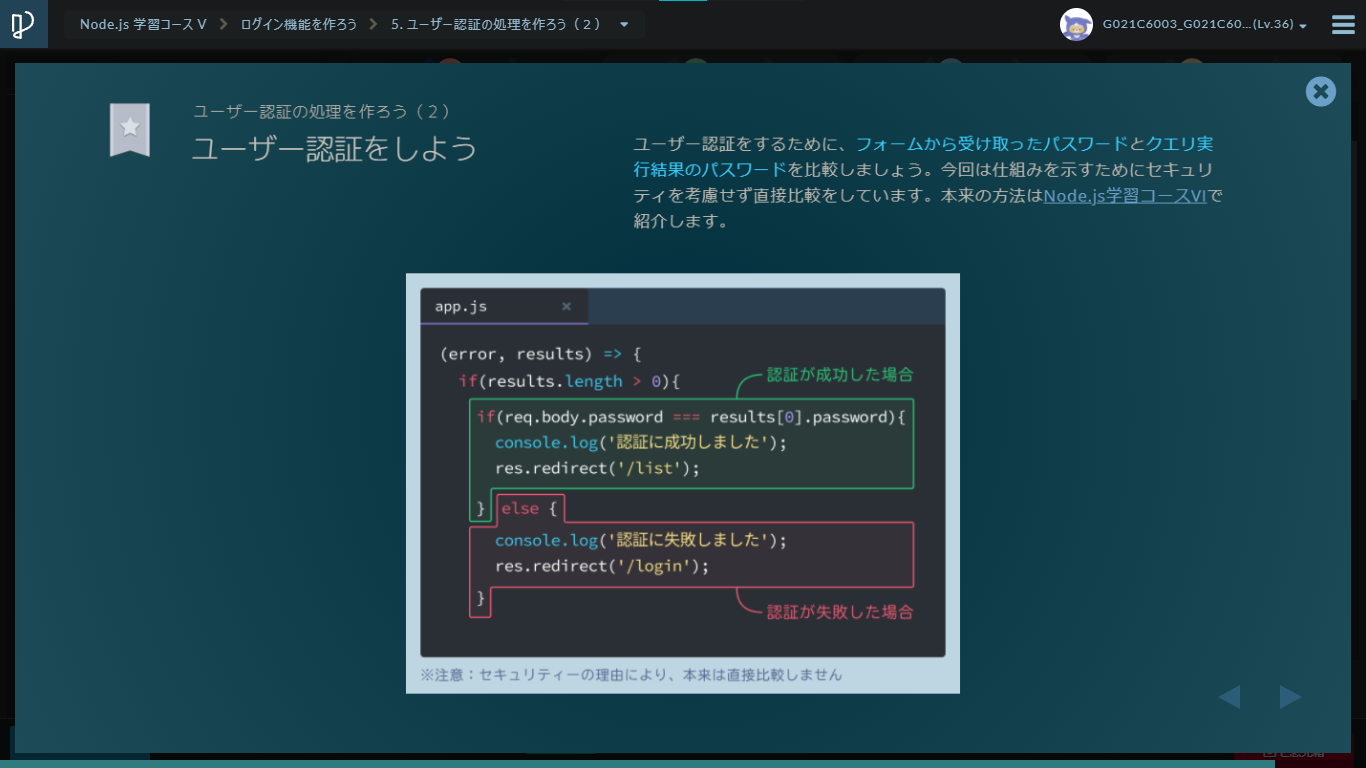 Node.js 学習コース V
ログイン機能を作ろう
5. ユーザー認証の処理を作ろう（２）
G021C6003_G021C60...(Lv.36)
ユーザー認証の処理を作ろう（２）
ユーザー認証をしよう
ユーザー認証をするために、フォームから受け取ったパスワードとクエリ実
行結果のパスワードを比較しましょう。今回は仕組みを示すためにセキュリ
ティを考慮せず直接比較をしています。本来の方法はNode.js学習コースVIで
紹介します。
app.js
(error, results) => {
if(results.length > 0){
認証が成功した場合
if(req.body.password === results[0].password){
console.log('認証に成功しました');
res.redirect('/list');
} else {
console.log('認証に失敗しました');
res.redirect('/login');
}
認証が失敗した場合
※注意：セキュリティーの理由により、本来は直接比較しません